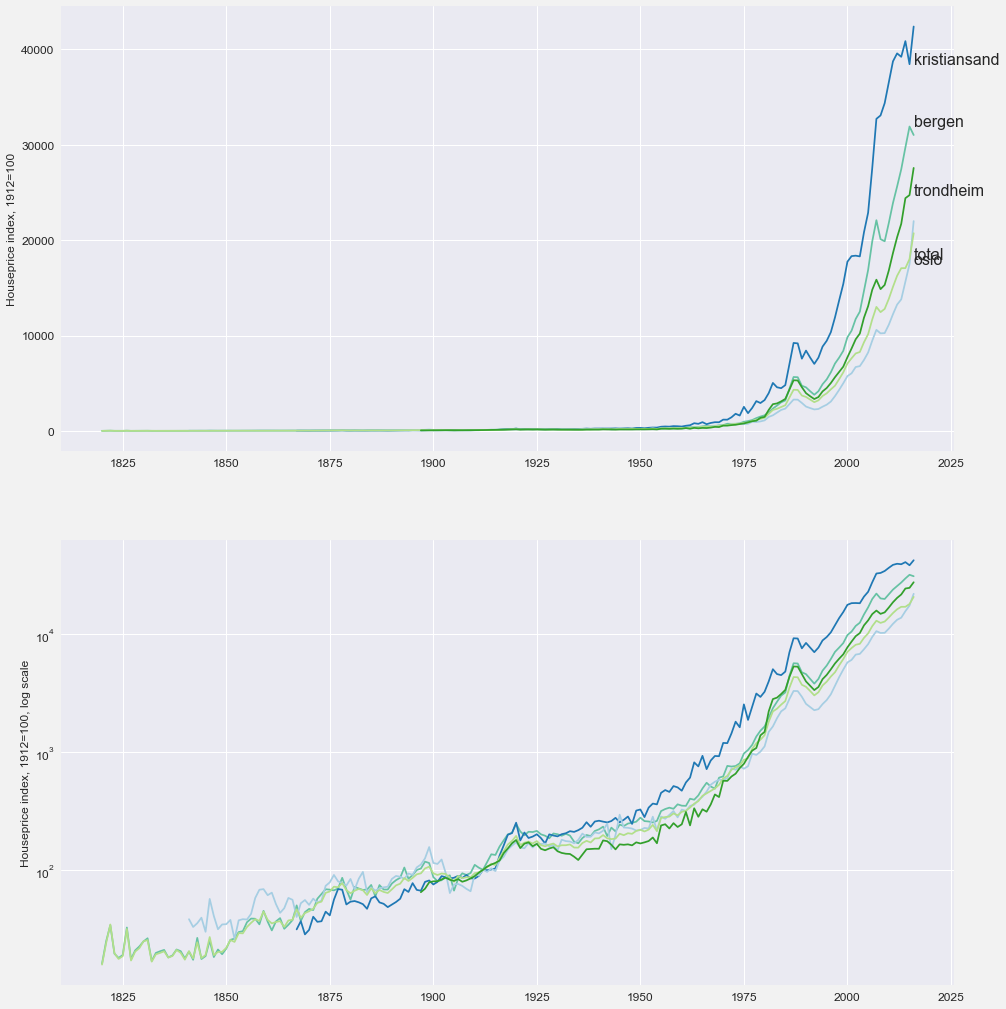 Houseprice index, 1912=100
40000
30000
20000
10000
0
kristiansand
bergen
trondheim
total
oslo
1825 1850 1875 1900 1925 1950 1975 2000 2025
Houseprice index, 1912=100, log scale
10^4
10^3
10^2
1825 1850 1875 1900 1925 1950 1975 2000 2025